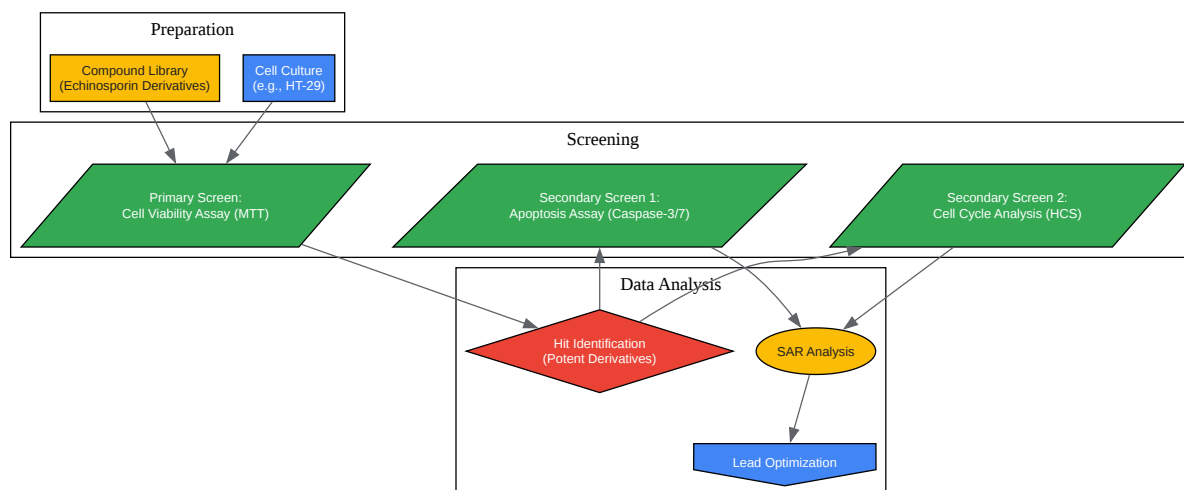 Preparation
Compound Library
(Echinosporin Derivatives)
Cell Culture
(e.g., HT-29)
Screening
Primary Screen:
Cell Viability Assay (MTT)
Secondary Screen 1:
Apoptosis Assay (Caspase-3/7)
Secondary Screen 2:
Cell Cycle Analysis (HCS)
Data Analysis
Hit Identification
(Potent Derivatives)
SAR Analysis
Lead Optimization